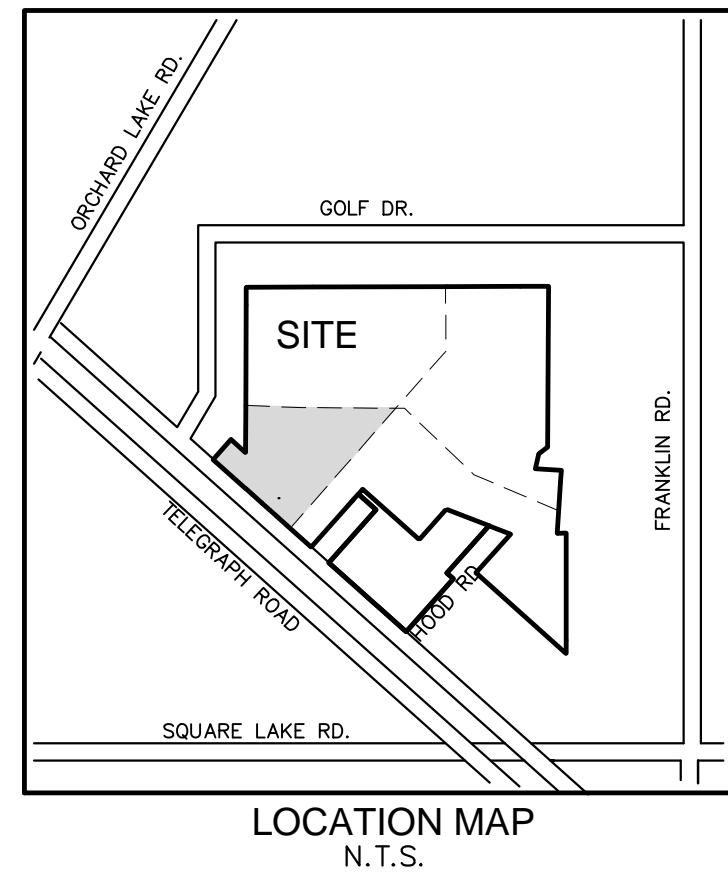 ORCHARD LAKE RD.
GOLF DR.
SITE
FRANKLIN RD.
TELEGRAPH ROAD
HOOD RD
SQUARE LAKE RD.
LOCATION MAP
N.T.S.